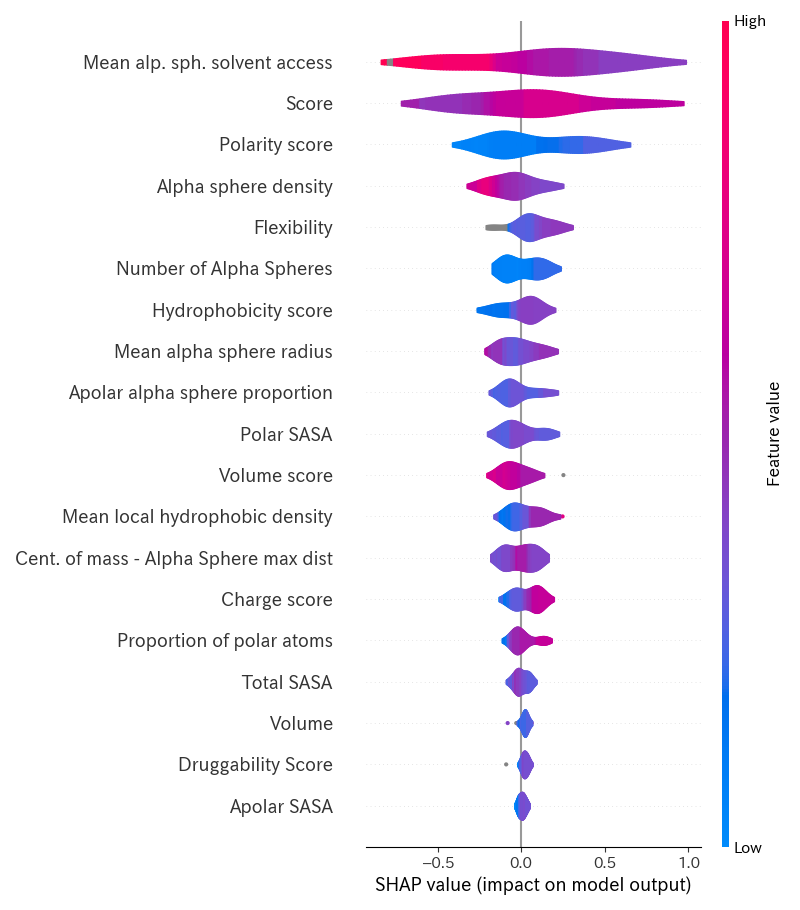 High
Mean alp. sph. solvent access
Score
Polarity score
Alpha sphere density
Flexibility
Number of Alpha Spheres
Hydrophobicity score
Mean alpha sphere radius
Apolar alpha sphere proportion
Polar SASA
Volume score
Mean local hydrophobic density
Cent. of mass - Alpha Sphere max dist
Charge score
Proportion of polar atoms
Total SASA
Volume
Druggability Score
Apolar SASA
Feature value
Low
−0.5 0.0 0.5 1.0
SHAP value (impact on model output)